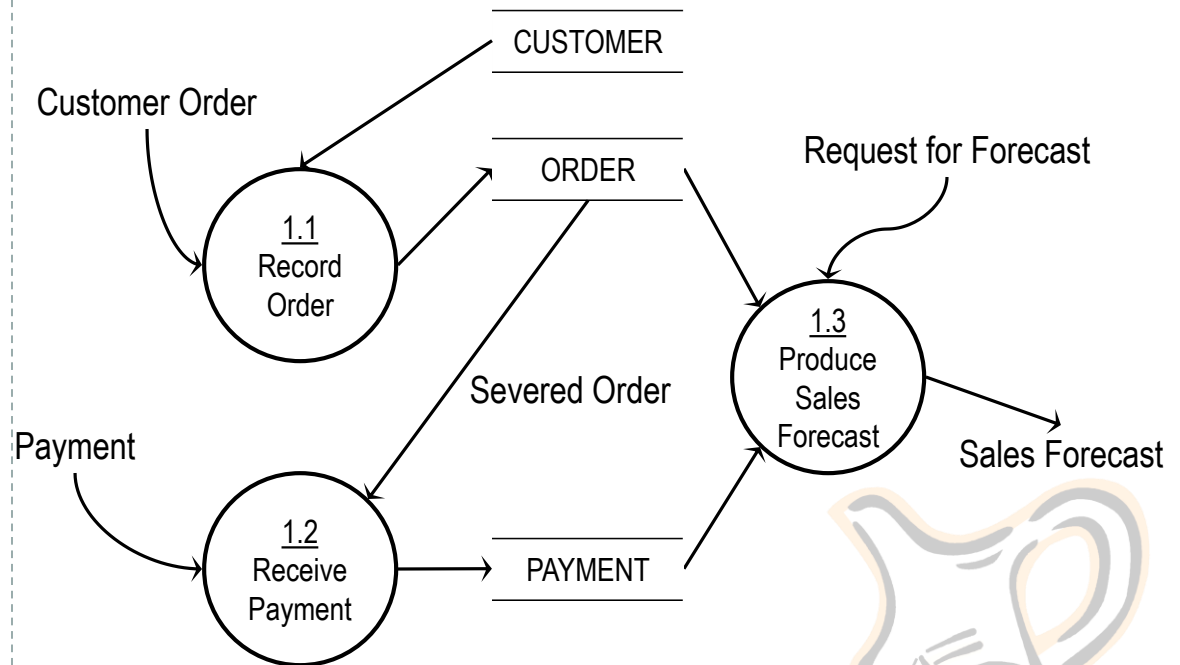 CUSTOMER
Customer Order
ORDER
Request for Forecast
1.1
Record
Order
1.3
Produce
Sales
Forecast
Severed Order
Payment
Sales Forecast
1.2
Receive
Payment
PAYMENT